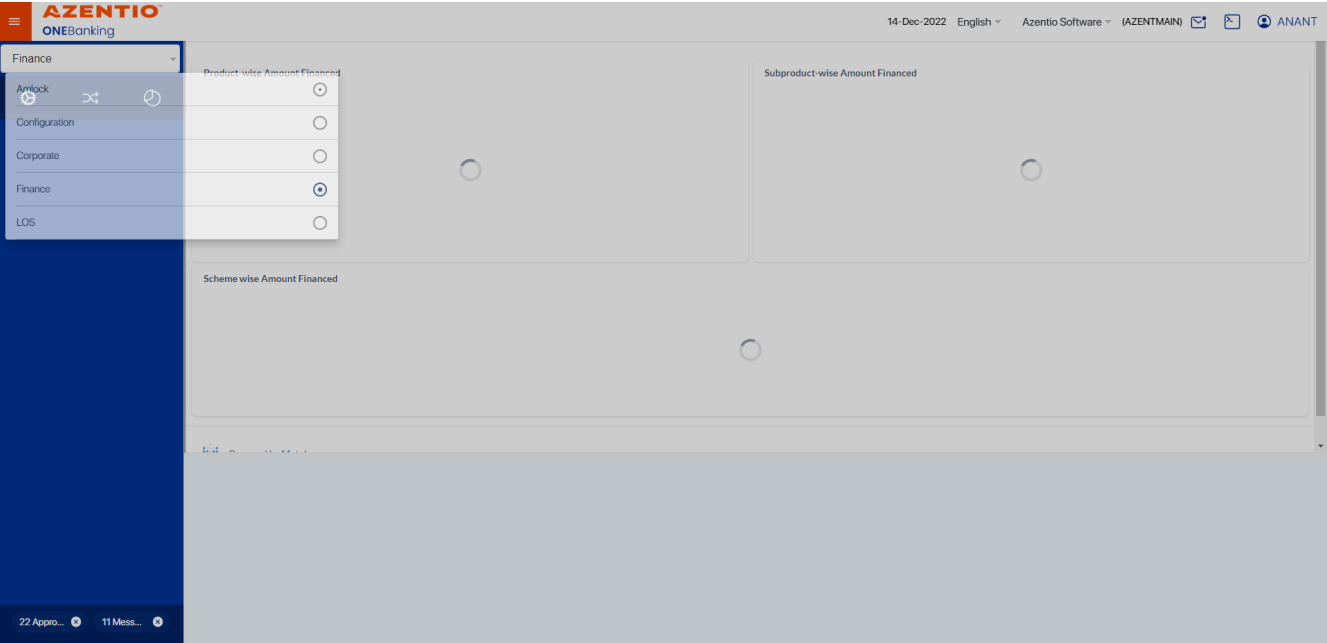 AZENTIO
ONEBanking
14-Dec-2022 English Azentio Software (AZENTMAIN) ANANT
Finance
Product-wise Amount Financed
Subproduct-wise Amount Financed
Amlock
Configuration
Corporate
Finance
LOS
Scheme wise Amount Financed
22 Appro...
11 Mess...